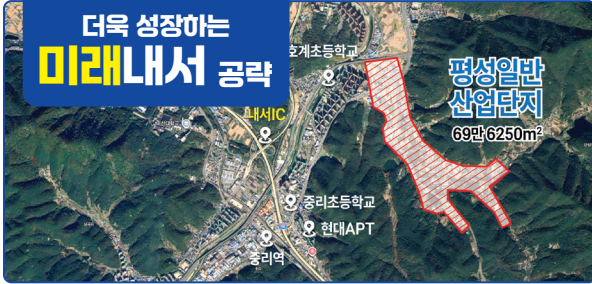 더욱 성장하는
미래내서 공략
호계초등학교
평성일반
산업단지
69만 6250m²
내서IC
중리초등학교
현대APT
중리역